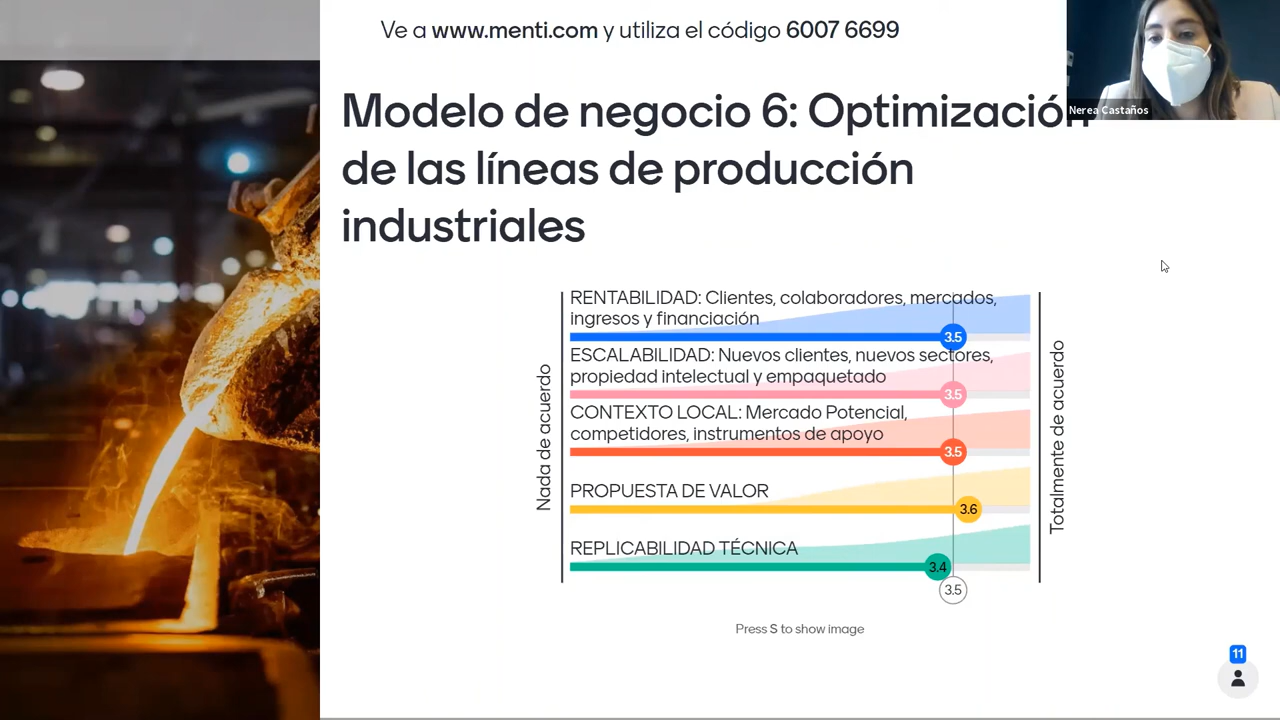 Ve a www.menti.com y utiliza el código 6007 6699
Nerea Castaños
Modelo de negocio 6: Optimización
de las líneas de producción
industriales
Nada de acuerdo
RENTABILIDAD: Clientes, colaboradores, mercados,
ingresos y financiación
3.5
ESCALABILIDAD: Nuevos clientes, nuevos sectores,
propiedad intelectual y empaquetado
3.5
CONTEXTO LOCAL: Mercado Potencial,
competidores, instrumentos de apoyo
3.5
PROPUESTA DE VALOR
3.6
REPLICABILIDAD TÉCNICA
3.4
3.5
Totalmente de acuerdo
Press S to show image
11